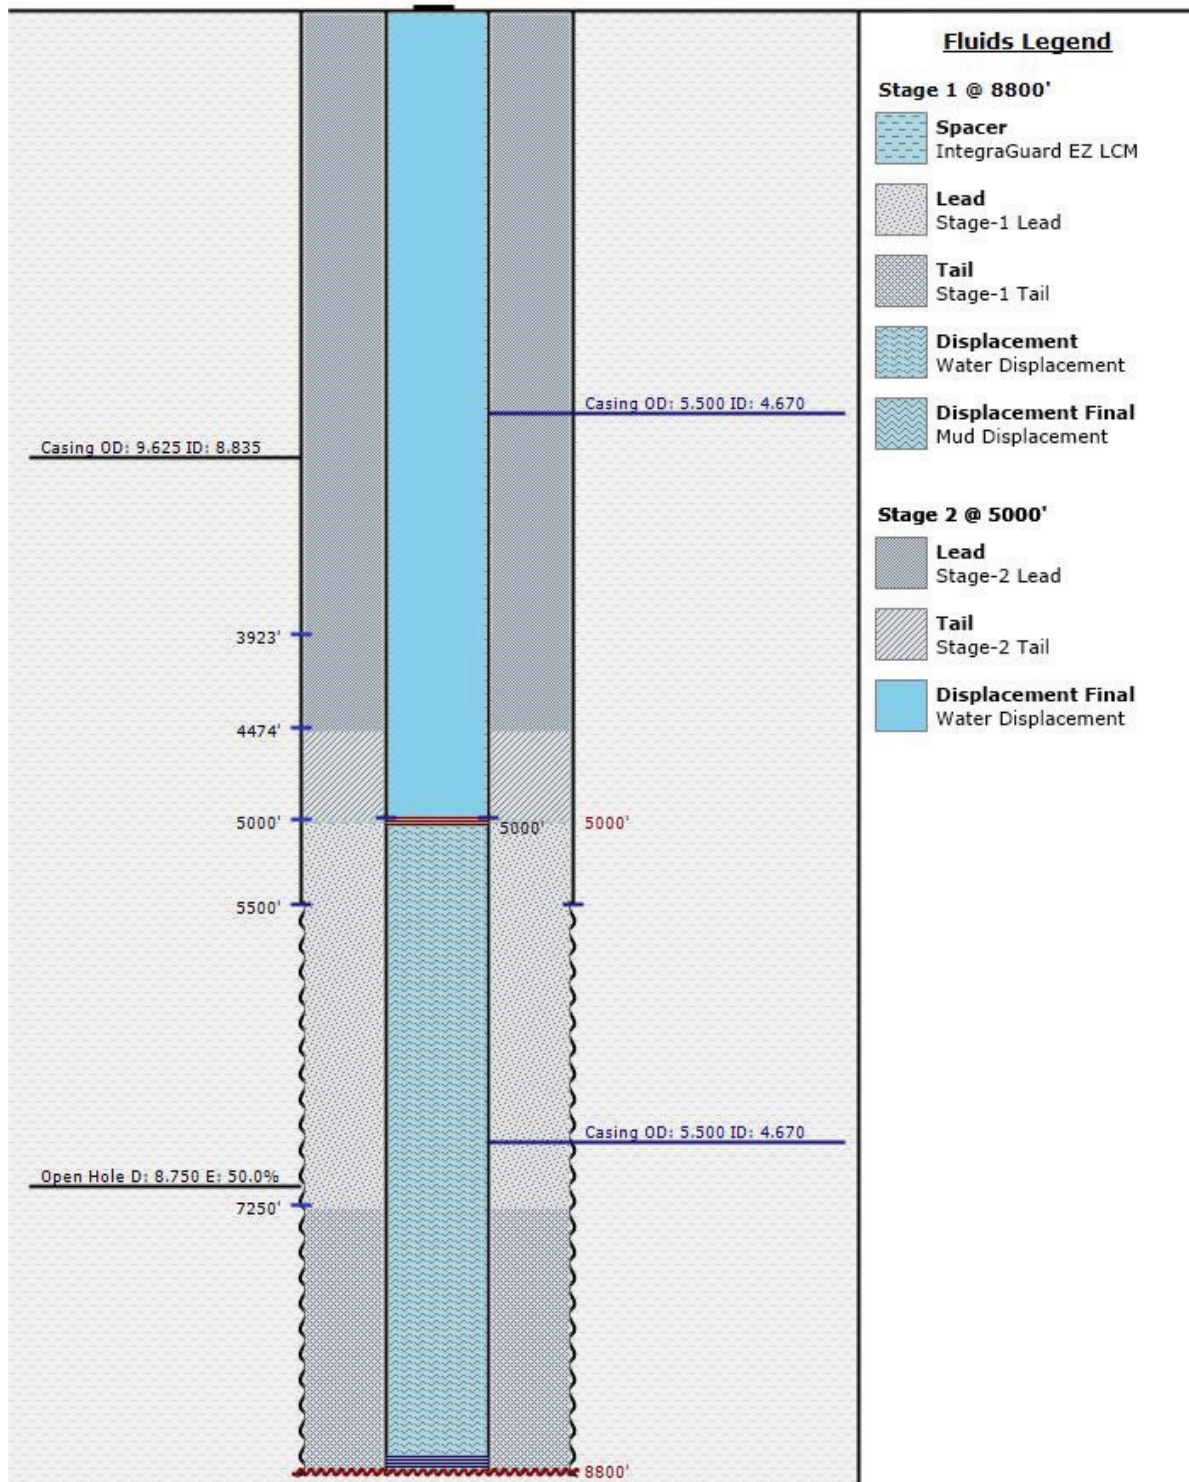 Fluids Legend
Stage 1 @ 8800'
Spacer
IntegraGuard EZ LCM
Lead
Stage-1 Lead
Tail
Stage-1 Tail
Displacement
Water Displacement
Displacement Final
Mud Displacement
Stage 2 @ 5000'
Lead
Stage-2 Lead
Tail
Stage-2 Tail
Displacement Final
Water Displacement
Casing OD: 5.500 ID: 4.670
Casing OD: 9.625 ID: 8.835
3923'
4474'
5000'
5000'
5000'
5500'
Casing OD: 5.500 ID: 4.670
Open Hole D: 8.750 E: 50.0%
7250'
8800'